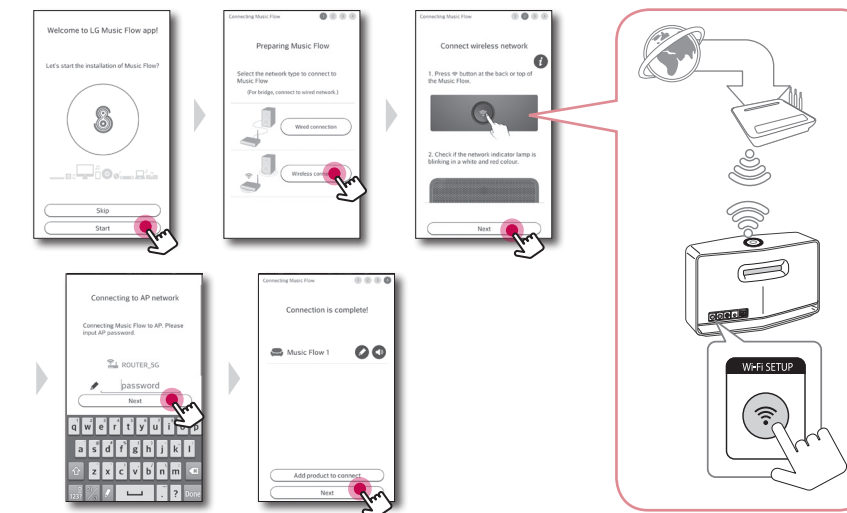 Welcome to LG Music Flow app!
Let's start the installation of Music Flow?
Skip
Start
Connecting Music Flow
Preparing Music Flow
Select the network type to connect to
Music Flow
(For bridge, connect to wired network.)
Wired connection
Wireless
Connecting Music Flow
Connect wireless network
i
1. Press button at the back or top of
the Music Flow.
2. Check if the network indicator lamp is
blinking in a white and red colour.
Next
Wi-Fi SETUP
Connecting to AP network
Connecting Music Flow to AP. Please
input AP password.
ROUTER_SG
password
Next
q w e r t y u i o p
a s d f g h j k l
z x c v b n m
. ? Done
Connecting Music Flow
Connection is complete!
Music Flow 1
Add product to connect
Next